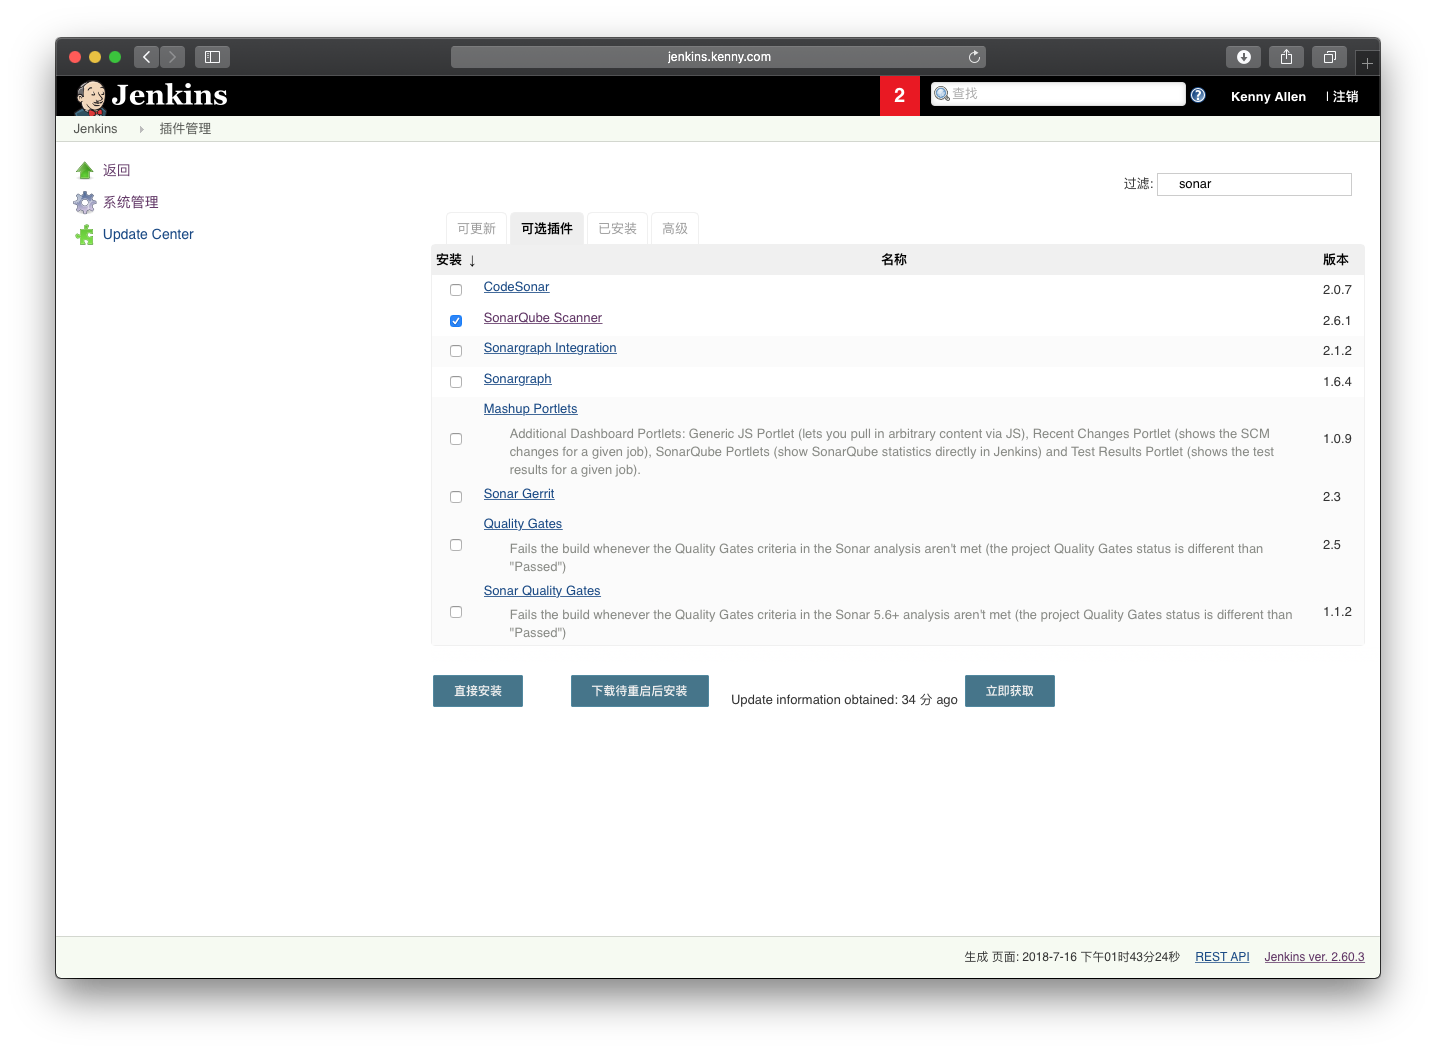 jenkins.kenny.com
Jenkins
2
查找
Kenny Allen
| 注销
Jenkins
插件管理
返回
系统管理
Update Center
过滤:
sonar
可更新
可选插件
已安装
高级
安装 ↓
名称
版本
CodeSonar
2.0.7
SonarQube Scanner
2.6.1
Sonargraph Integration
2.1.2
Sonargraph
1.6.4
Mashup Portlets
Additional Dashboard Portlets: Generic JS Portlet (lets you pull in arbitrary content via JS), Recent Changes Portlet (shows the SCM
changes for a given job), SonarQube Portlets (show SonarQube statistics directly in Jenkins) and Test Results Portlet (shows the test
results for a given job).
1.0.9
Sonar Gerrit
2.3
Quality Gates
Fails the build whenever the Quality Gates criteria in the Sonar analysis aren't met (the project Quality Gates status is different than
"Passed")
2.5
Sonar Quality Gates
Fails the build whenever the Quality Gates criteria in the Sonar 5.6+ analysis aren't met (the project Quality Gates status is different than
"Passed")
1.1.2
直接安装
下载待重启后安装
Update information obtained: 34 分 ago
立即获取
生成 页面: 2018-7-16 下午01时43分24秒
REST API
Jenkins ver. 2.60.3